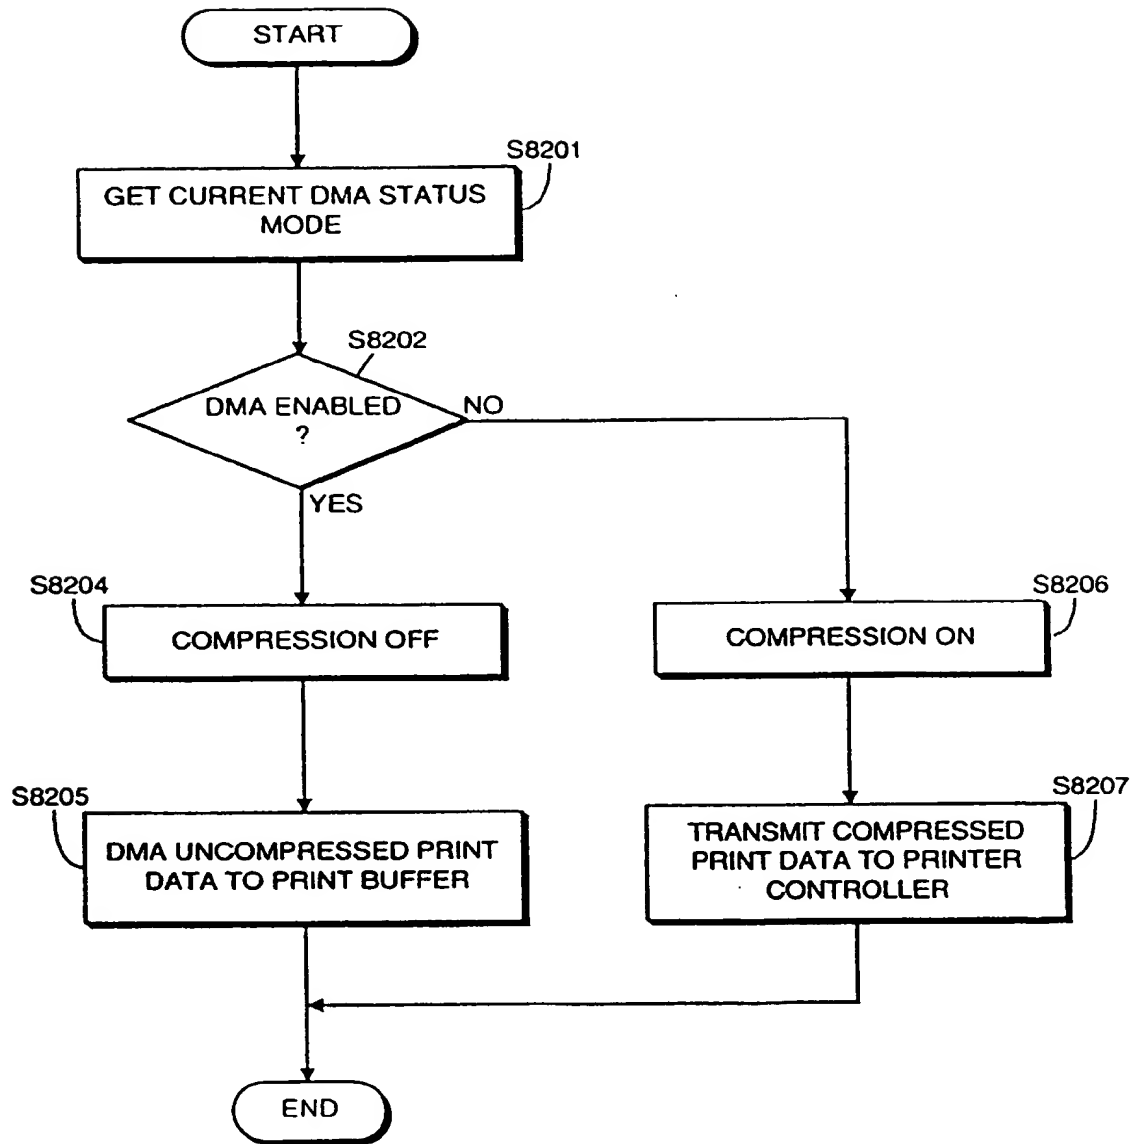 START
S8201
GET CURRENT DMA STATUS
MODE
S8202
DMA ENABLED
?
NO
YES
S8204
COMPRESSION OFF
S8206
COMPRESSION ON
S8205
DMA UNCOMPRESSED PRINT
DATA TO PRINT BUFFER
S8207
TRANSMIT COMPRESSED
PRINT DATA TO PRINTER
CONTROLLER
END